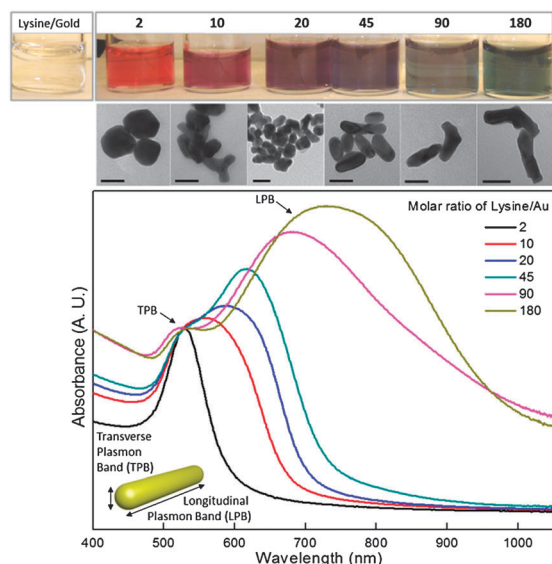 Lysine/Gold 2 10 20 45 90 180
LPB
Molar ratio of Lysine/Au
2
10
20
45
90
180
TPB
Absorbance (A. U.)
Transverse
Plasmon
Band (TPB)
Longitudinal
Plasmon Band (LPB)
400 500 600 700 800 900 1000
Wavelength (nm)